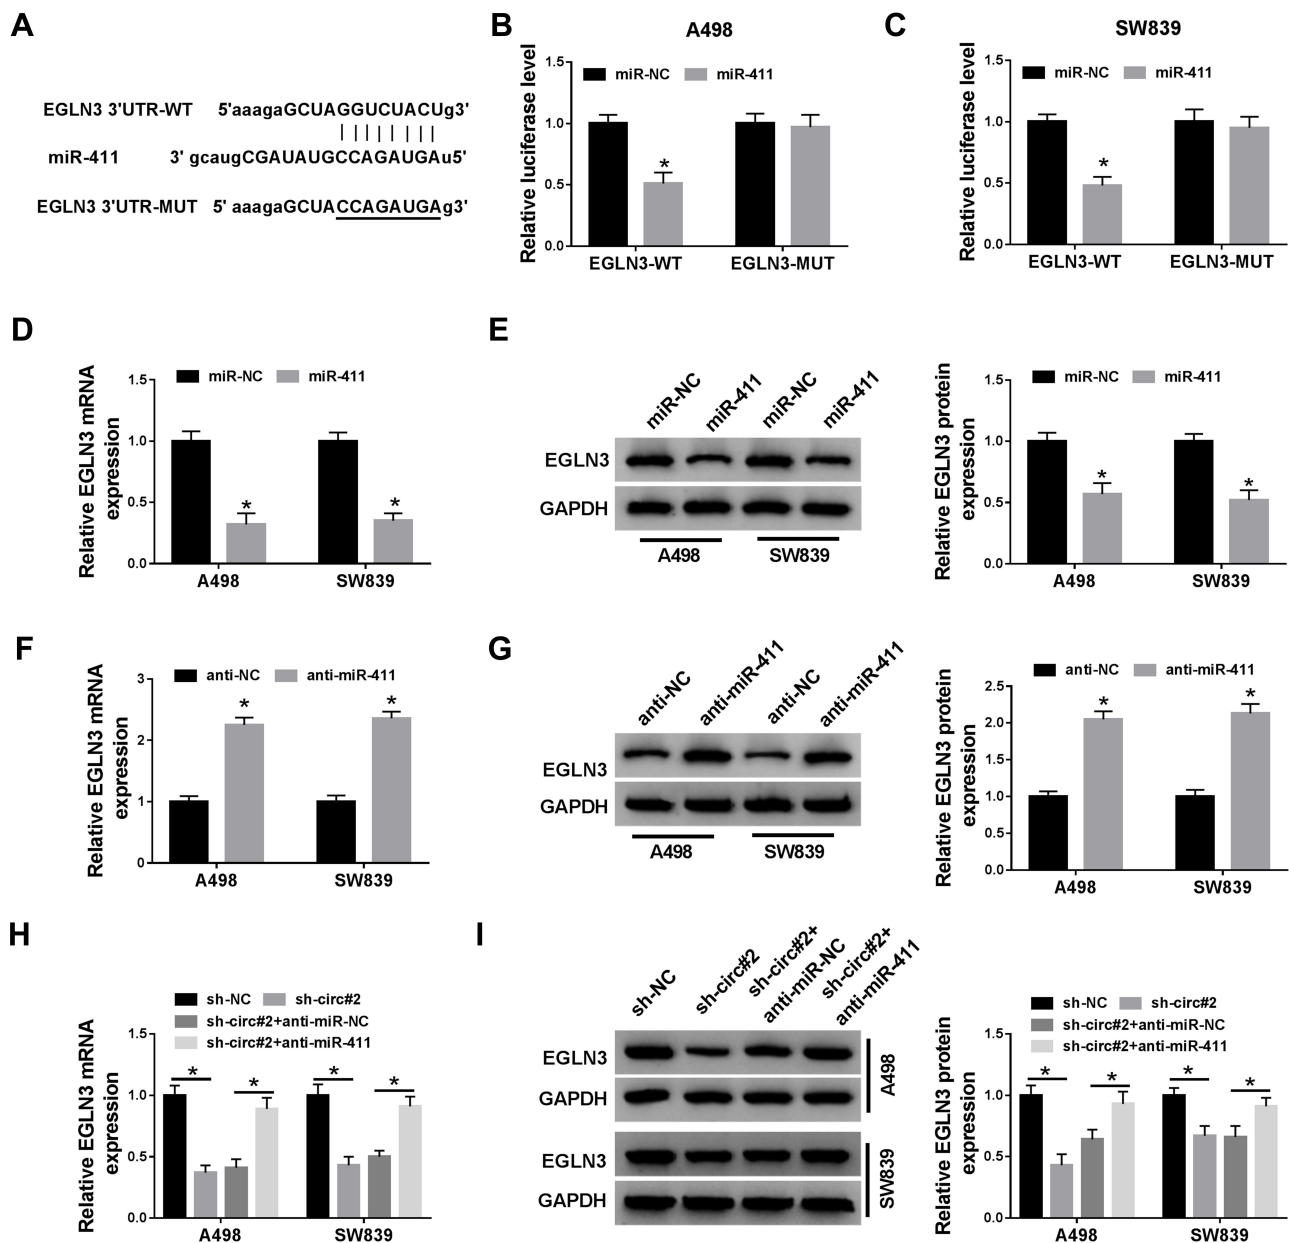 A
EGLN3 3'UTR-WT 5'aaagaGCUAGGUCUACUg3'
miR-411 3' gcaugCGAUAUGCCAGAUGAu5'
EGLN3 3'UTR-MUT 5' aaagaGCUACCAGAUGAg3'
B
A498
miR-NC miR-411
Relative luciferase level
1.5
1.0
0.5
0.0
*
EGLN3-WT EGLN3-MUT
C
SW839
miR-NC miR-411
Relative luciferase level
1.5
1.0
0.5
0.0
*
EGLN3-WT EGLN3-MUT
D
miR-NC miR-411
Relative EGLN3 mRNA
expression
1.5
1.0
0.5
0.0
* *
A498 SW839
E
miR-NC miR-411 miR-NC miR-411
EGLN3
GAPDH
A498 SW839
miR-NC miR-411
Relative EGLN3 protein
expression
1.5
1.0
0.5
0.0
* *
A498 SW839
F
anti-NC anti-miR-411
Relative EGLN3 mRNA
expression
3
2
1
0
* *
A498 SW839
G
anti-NC anti-miR-411 anti-NC anti-miR-411
EGLN3
GAPDH
A498 SW839
anti-NC anti-miR-411
Relative EGLN3 protein
expression
2.5
2.0
1.5
1.0
0.5
0.0
* *
A498 SW839
H
sh-NC sh-circ#2
sh-circ#2+anti-miR-NC
sh-circ#2+anti-miR-411
Relative EGLN3 mRNA
expression
1.5
1.0
0.5
0.0
* * * *
A498 SW839
I
sh-NC
sh-circ#2
sh-circ#2+
anti-miR-NC
sh-circ#2+
anti-miR-411
EGLN3
GAPDH
A498
EGLN3
GAPDH
SW839
sh-NC sh-circ#2
sh-circ#2+anti-miR-NC
sh-circ#2+anti-miR-411
Relative EGLN3 protein
expression
1.5
1.0
0.5
0.0
* * * *
A498 SW839